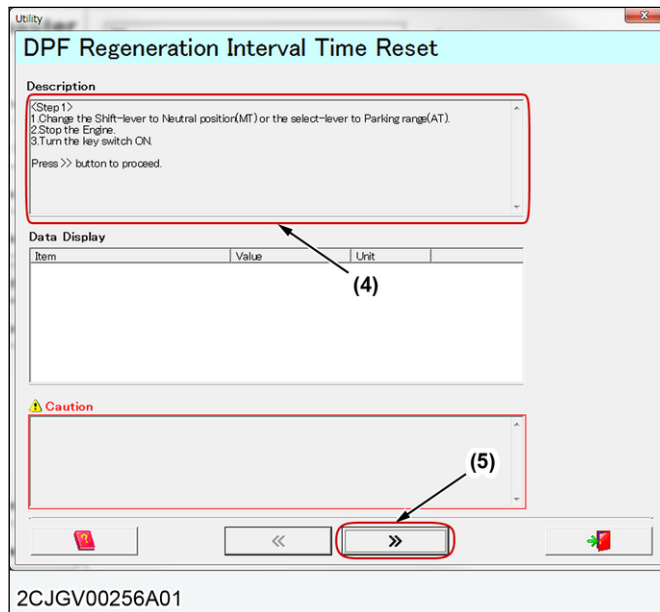 Utility
DPF Regeneration Interval Time Reset
Description
<Step1>
1.Change the Shift-lever to Neutral position(MT) or the select-lever to Parking range(AT).
2.Stop the Engine.
3.Turn the key switch ON.
Press >> button to proceed.
Data Display
(4)
Item Value Unit
Caution
(5)
<< >>
2CJGV00256A01